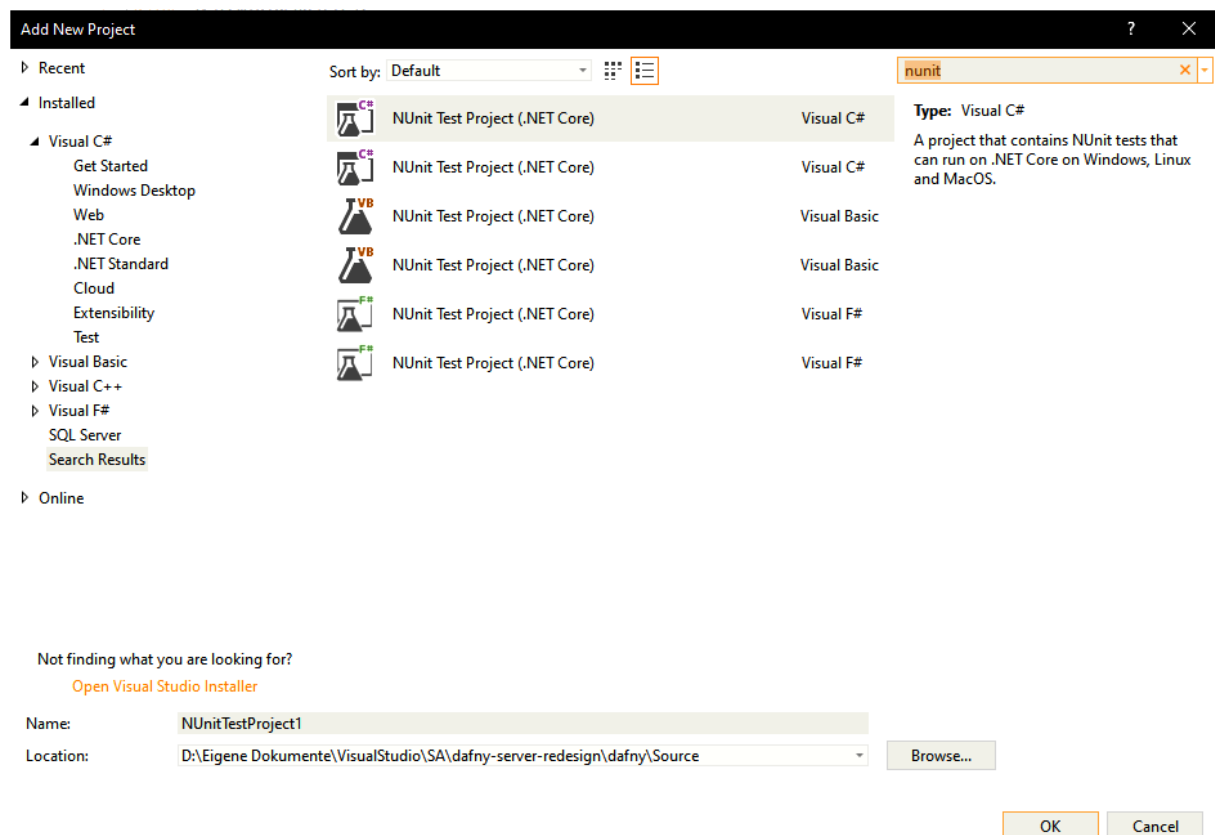 Add New Project
?
Recent
Installed
Visual C#
Get Started
Windows Desktop
Web
.NET Core
.NET Standard
Cloud
Extensibility
Test
Visual Basic
Visual C++
Visual F#
SQL Server
Search Results
Online
Sort by: Default
C# NUnit Test Project (.NET Core) Visual C#
C# NUnit Test Project (.NET Core) Visual C#
VB NUnit Test Project (.NET Core) Visual Basic
VB NUnit Test Project (.NET Core) Visual Basic
F# NUnit Test Project (.NET Core) Visual F#
F# NUnit Test Project (.NET Core) Visual F#
nunit
Type: Visual C#
A project that contains NUnit tests that
can run on .NET Core on Windows, Linux
and MacOS.
Not finding what you are looking for?
Open Visual Studio Installer
Name: NUnitTestProject1
Location: D:\Eigene Dokumente\VisualStudio\SA\dafny-server-redesign\dafny\Source Browse...
OK Cancel